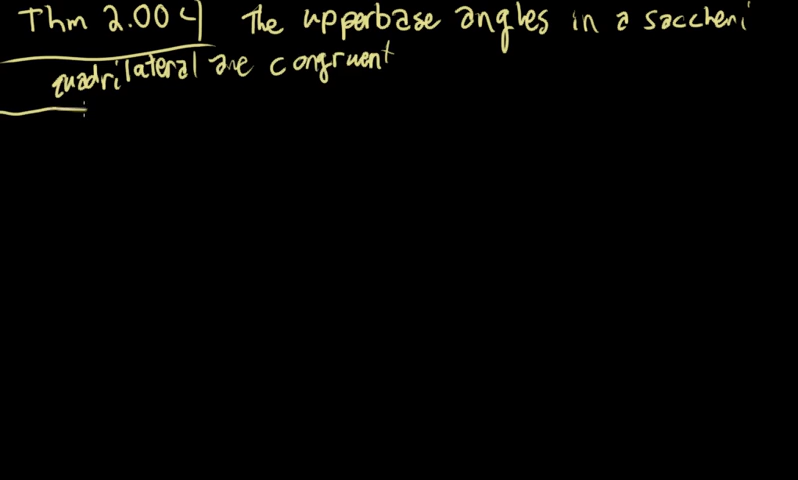 Thm 2.004 The upperbase angles in a saccheri
quadrilateral are congruent